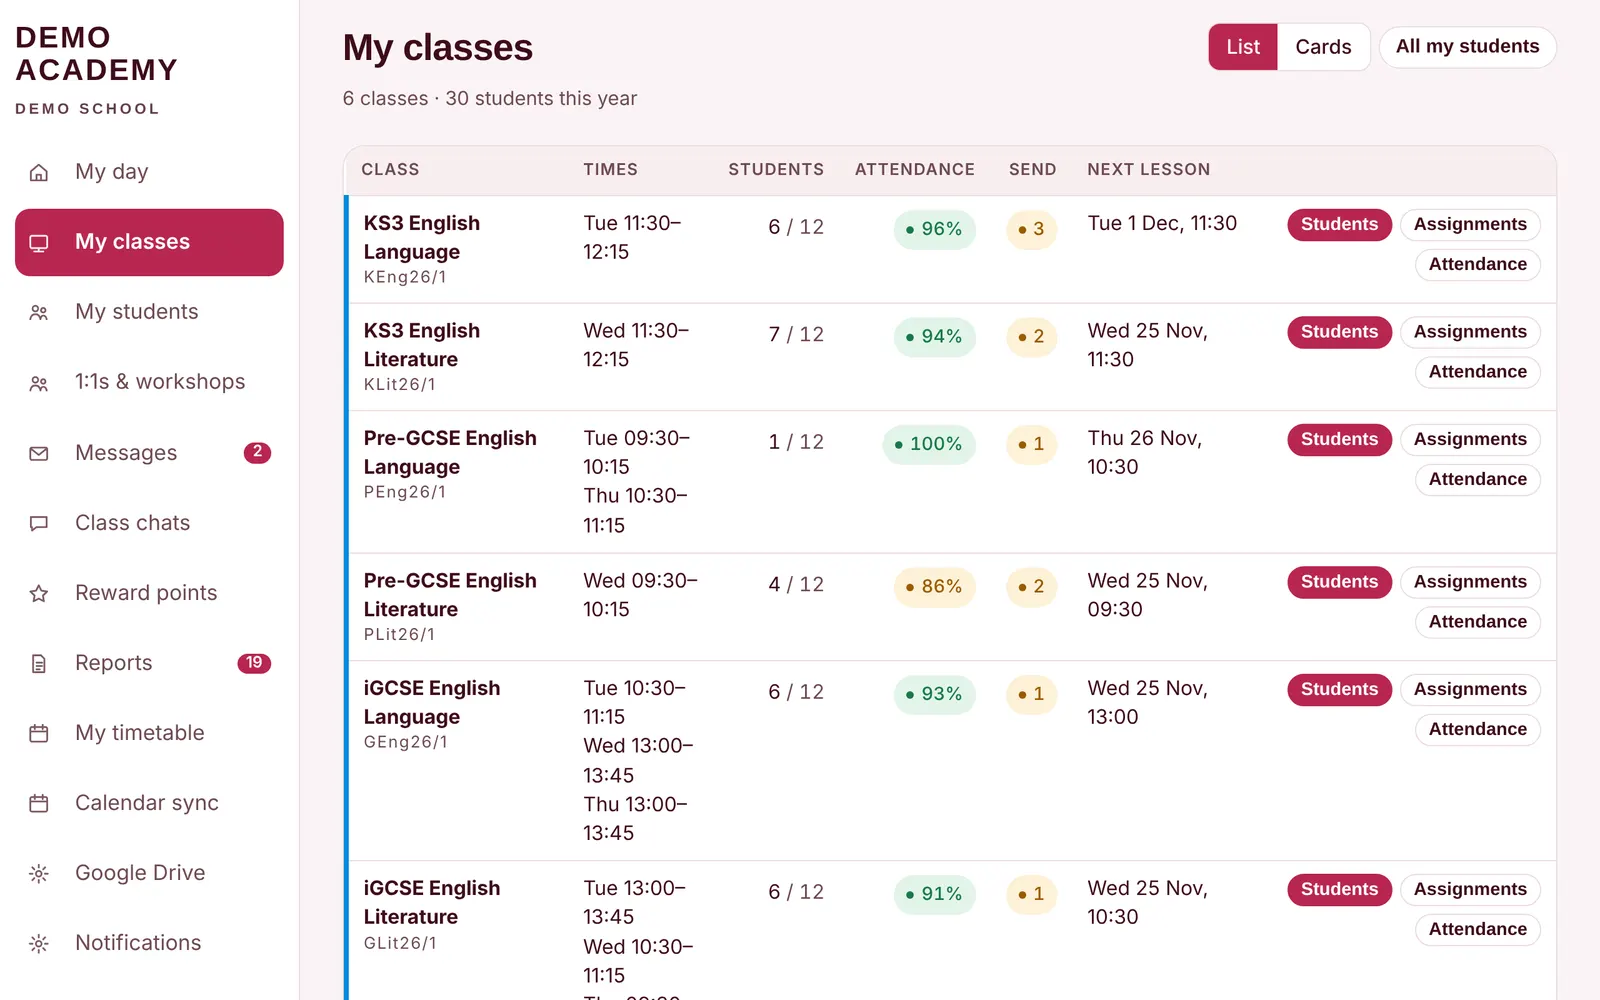 DEMO
ACADEMY
DEMO SCHOOL
My day
My classes
My students
1:1s & workshops
Messages 2
Class chats
Reward points
Reports 19
My timetable
Calendar sync
Google Drive
Notifications
My classes
List Cards All my students
6 classes · 30 students this year
CLASS TIMES STUDENTS ATTENDANCE SEND NEXT LESSON
KS3 English Tue 11:30– 6 / 12 96% 3 Tue 1 Dec, 11:30 Students Assignments
Language 12:15 Attendance
KEng26/1
KS3 English Wed 11:30– 7 / 12 94% 2 Wed 25 Nov, Students Assignments
Literature 12:15 11:30 Attendance
KLit26/1
Pre-GCSE English Tue 09:30– 1 / 12 100% 1 Thu 26 Nov, Students Assignments
Language 10:15 10:30 Attendance
PEng26/1 Thu 10:30–
11:15
Pre-GCSE English Wed 09:30– 4 / 12 86% 2 Wed 25 Nov, Students Assignments
Literature 10:15 09:30 Attendance
PLit26/1
iGCSE English Tue 10:30– 6 / 12 93% 1 Wed 25 Nov, Students Assignments
Language 11:15 13:00 Attendance
GEng26/1 Wed 13:00–
13:45
Thu 13:00–
13:45
iGCSE English Tue 13:00– 6 / 12 91% 1 Wed 25 Nov, Students Assignments
Literature 13:45 10:30 Attendance
GLit26/1 Wed 10:30–
11:15